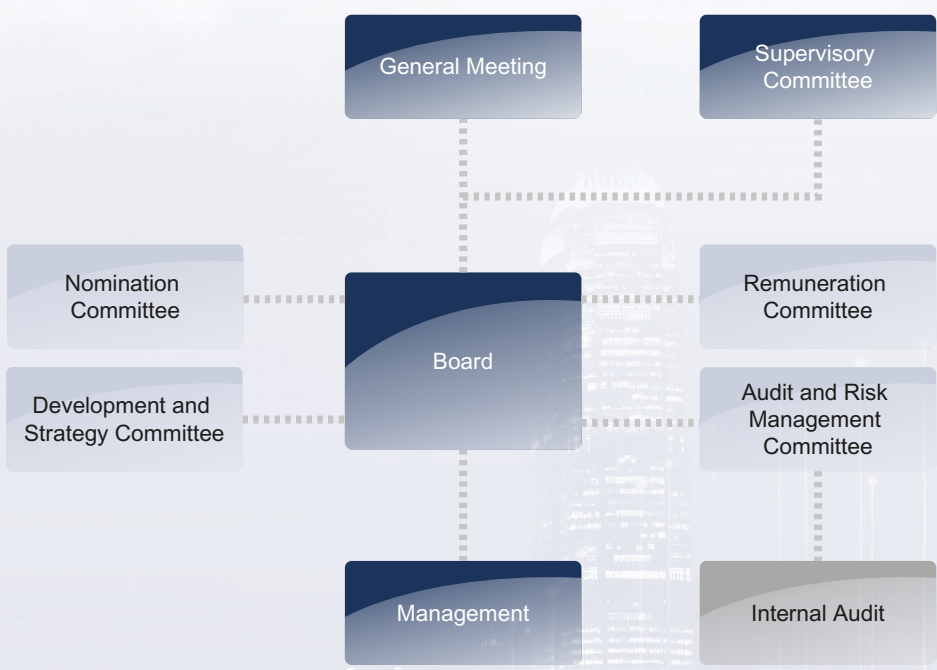 General Meeting
Supervisory
Committee
Nomination
Committee
Remuneration
Committee
Board
Development and
Strategy Committee
Audit and Risk
Management
Committee
Management
Internal Audit